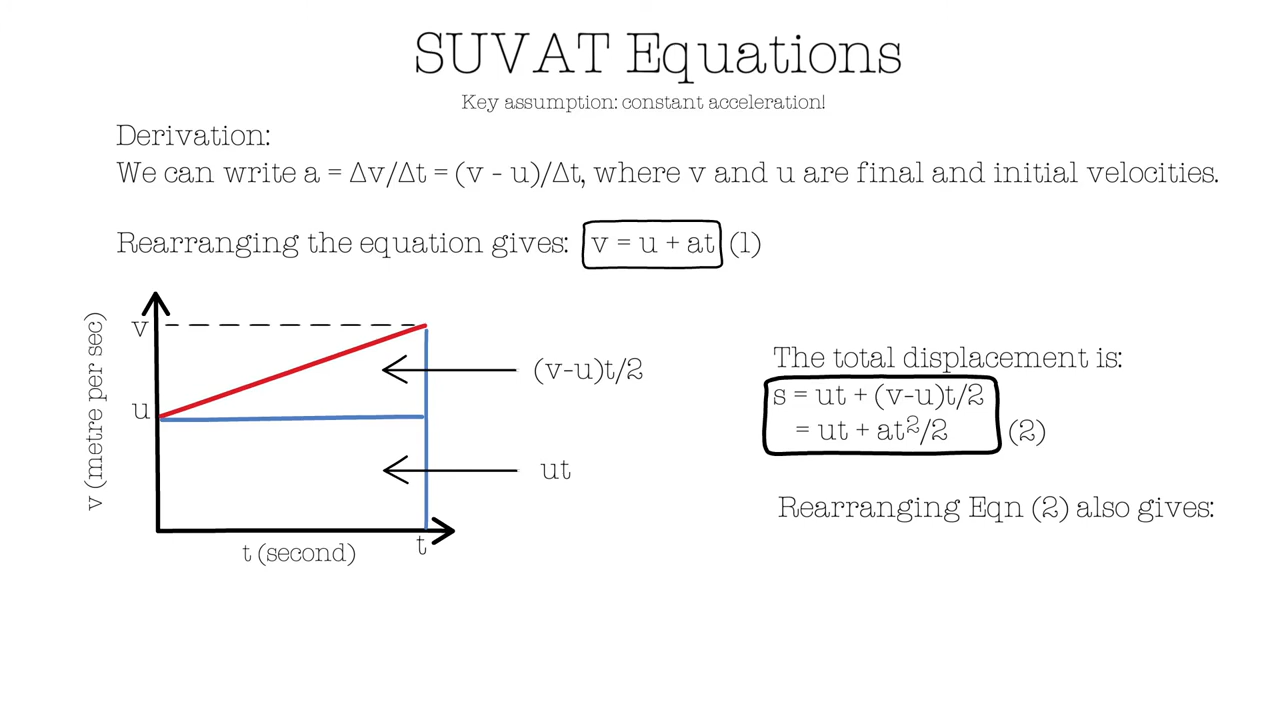 SUVAT Equations
Key assumption: constant acceleration!
Derivation:
We can write a = Δv/Δt = (v - u)/Δt, where v and u are final and initial velocities.
Rearranging the equation gives: v = u + at (1)
v (metre per sec)
v
u
(v-u)t/2
ut
t
t (second)
The total displacement is:
s = ut + (v-u)t/2
= ut + at²/2 (2)
Rearranging Eqn (2) also gives: